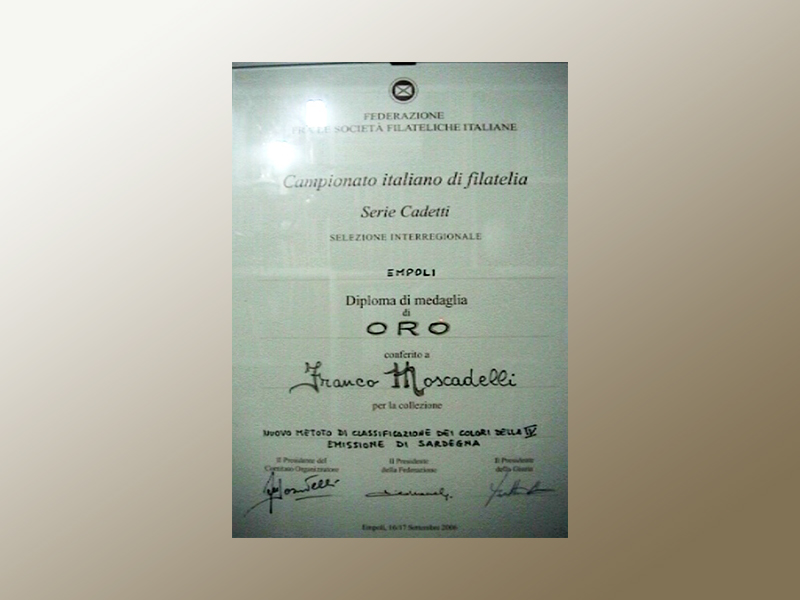 FEDERAZIONE
FRA LE SOCIETÀ FILATELICHE ITALIANE
Campionato italiano di filatelia
Serie Cadetti
SELEZIONE INTERREGIONALE
EMPOLI
Diploma di medaglia
di
ORO
conferito a
Franco Moscadelli
per la collezione
NUOVO METOTO DI CLASSIFICAZIONE DEI COLORI DELLA IV
EMISSIONE DI SARDEGNA
Il Presidente del Il Presidente Il Presidente
Comitato Organizzatore della Federazione della Giuria
Empoli, 16/17 Settembre 2006